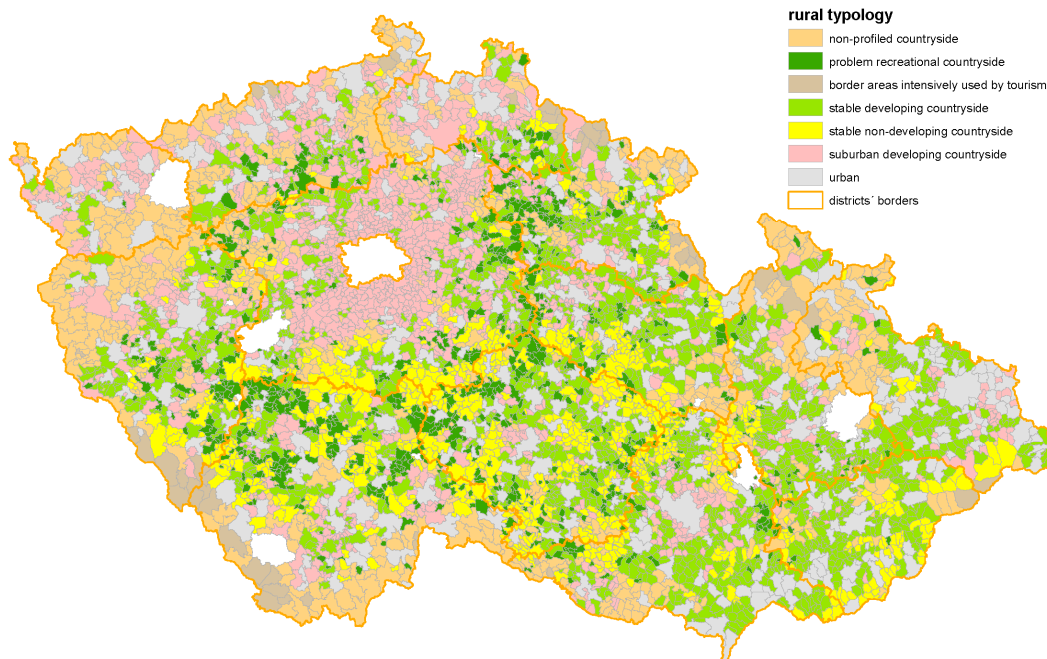 rural typology
non-profiled countryside
problem recreational countryside
border areas intensively used by tourism
stable developing countryside
stable non-developing countryside
suburban developing countryside
urban
districts´ borders